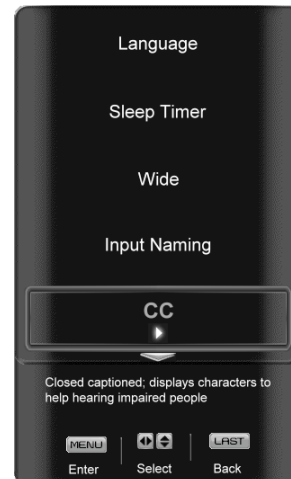 Language
Sleep Timer
Wide
Input Naming
CC
Closed captioned; displays characters to
help hearing impaired people
MENU LAST
Enter Select Back